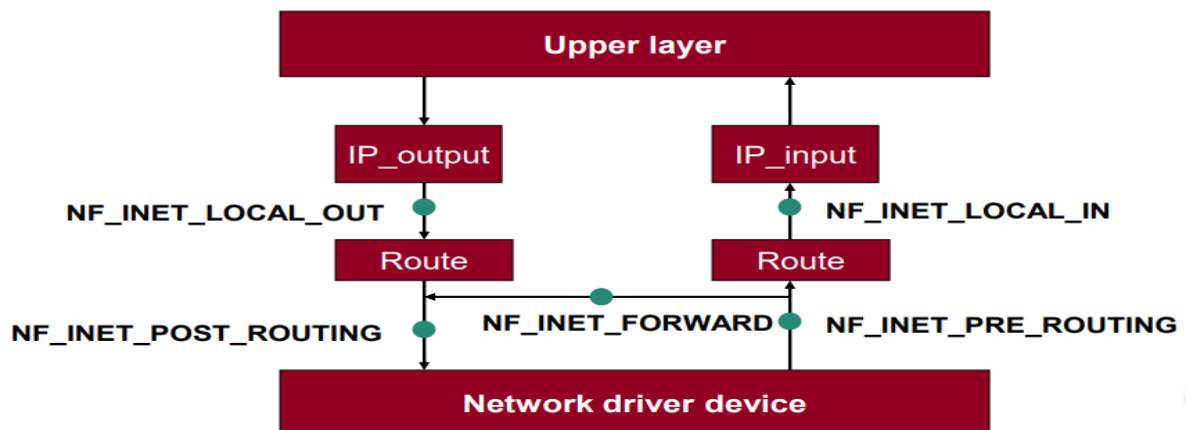 Upper layer
IP_output
IP_input
NF_INET_LOCAL_OUT
NF_INET_LOCAL_IN
Route
Route
NF_INET_FORWARD
NF_INET_POST_ROUTING
NF_INET_PRE_ROUTING
Network driver device